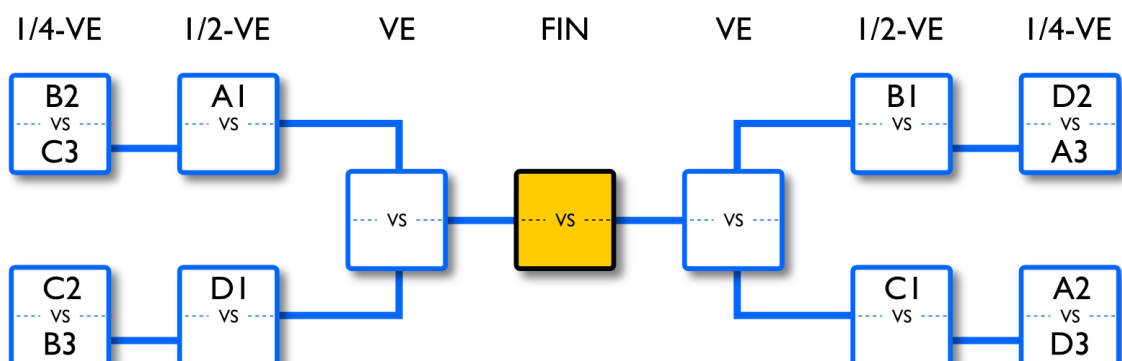 1/4-VE 1/2-VE VE FIN VE 1/2-VE 1/4-VE
B2 A1 B1 D2
vs vs vs vs
C3 A3
vs vs vs
C2 D1 C1 A2
vs vs vs vs
B3 D3